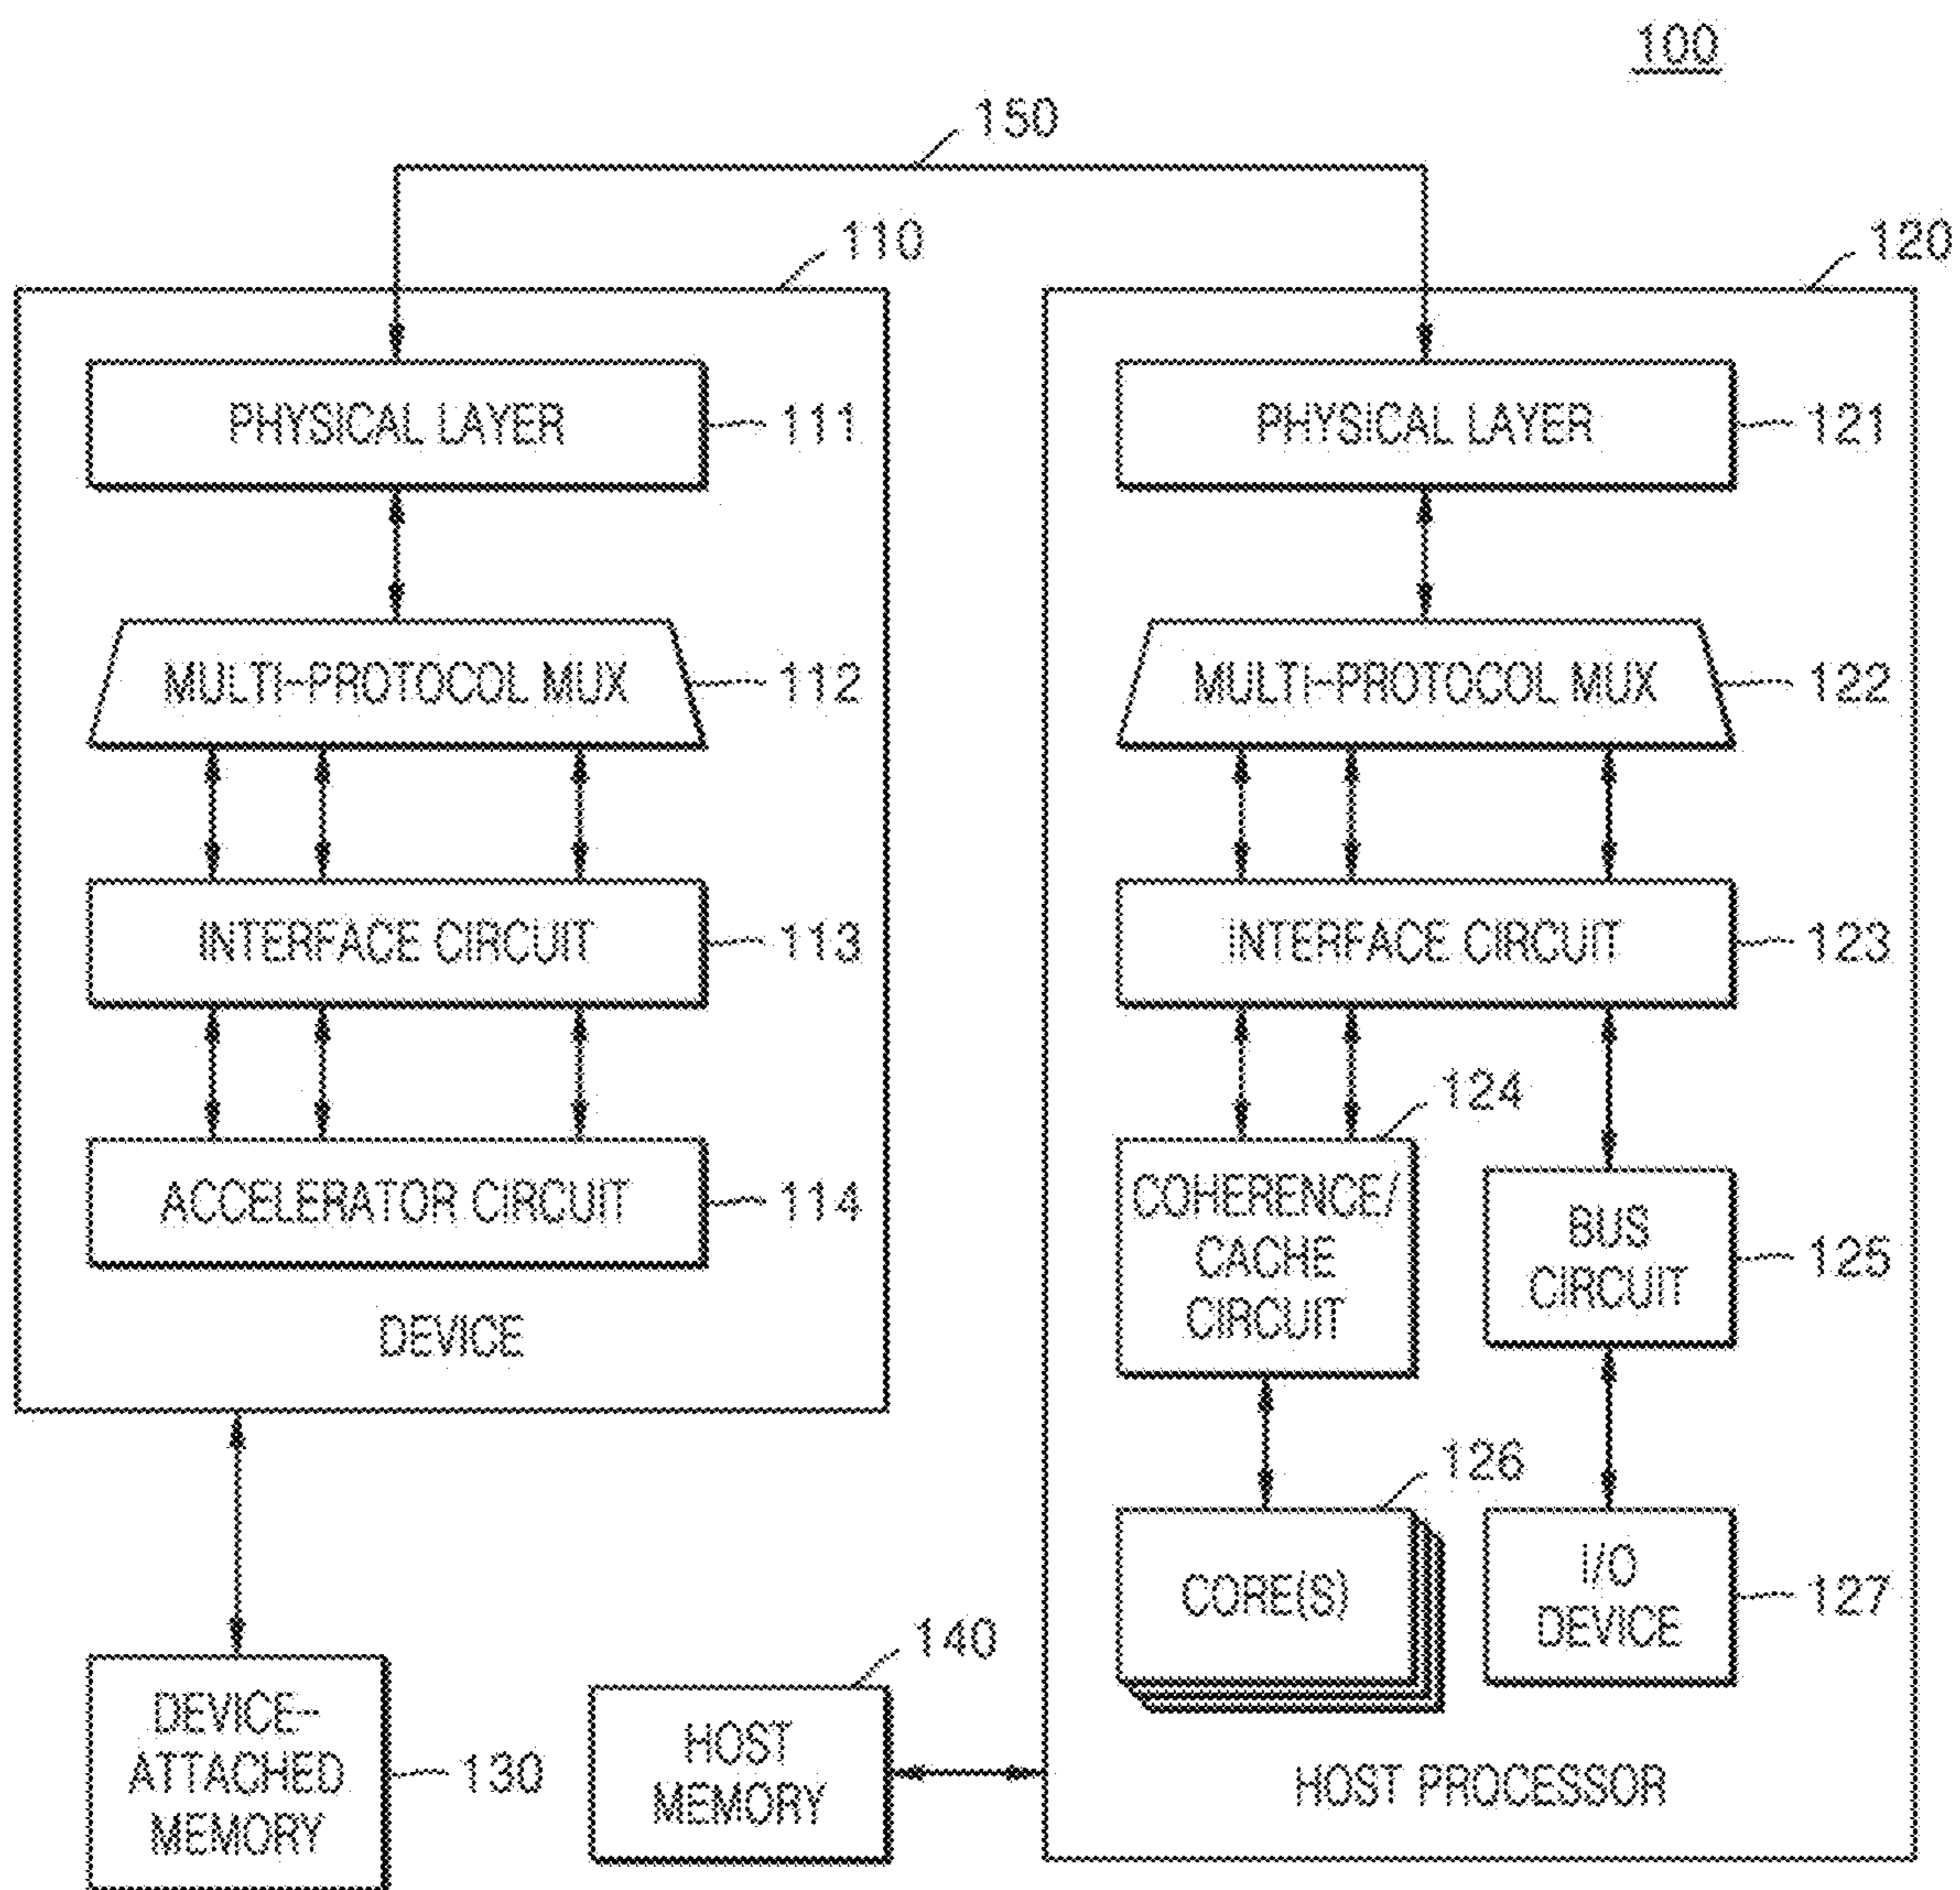 100
150
110
120
PHYSICAL LAYER
111
PHYSICAL LAYER
121
MULTI-PROTOCOL MUX
112
MULTI-PROTOCOL MUX
122
INTERFACE CIRCUIT
113
INTERFACE CIRCUIT
123
124
ACCELERATOR CIRCUIT
114
COHERENCE/
CACHE
CIRCUIT
BUS
CIRCUIT
125
DEVICE
126
CORE(S)
I/O
DEVICE
127
140
DEVICE-
ATTACHED
MEMORY
130
HOST
MEMORY
HOST PROCESSOR